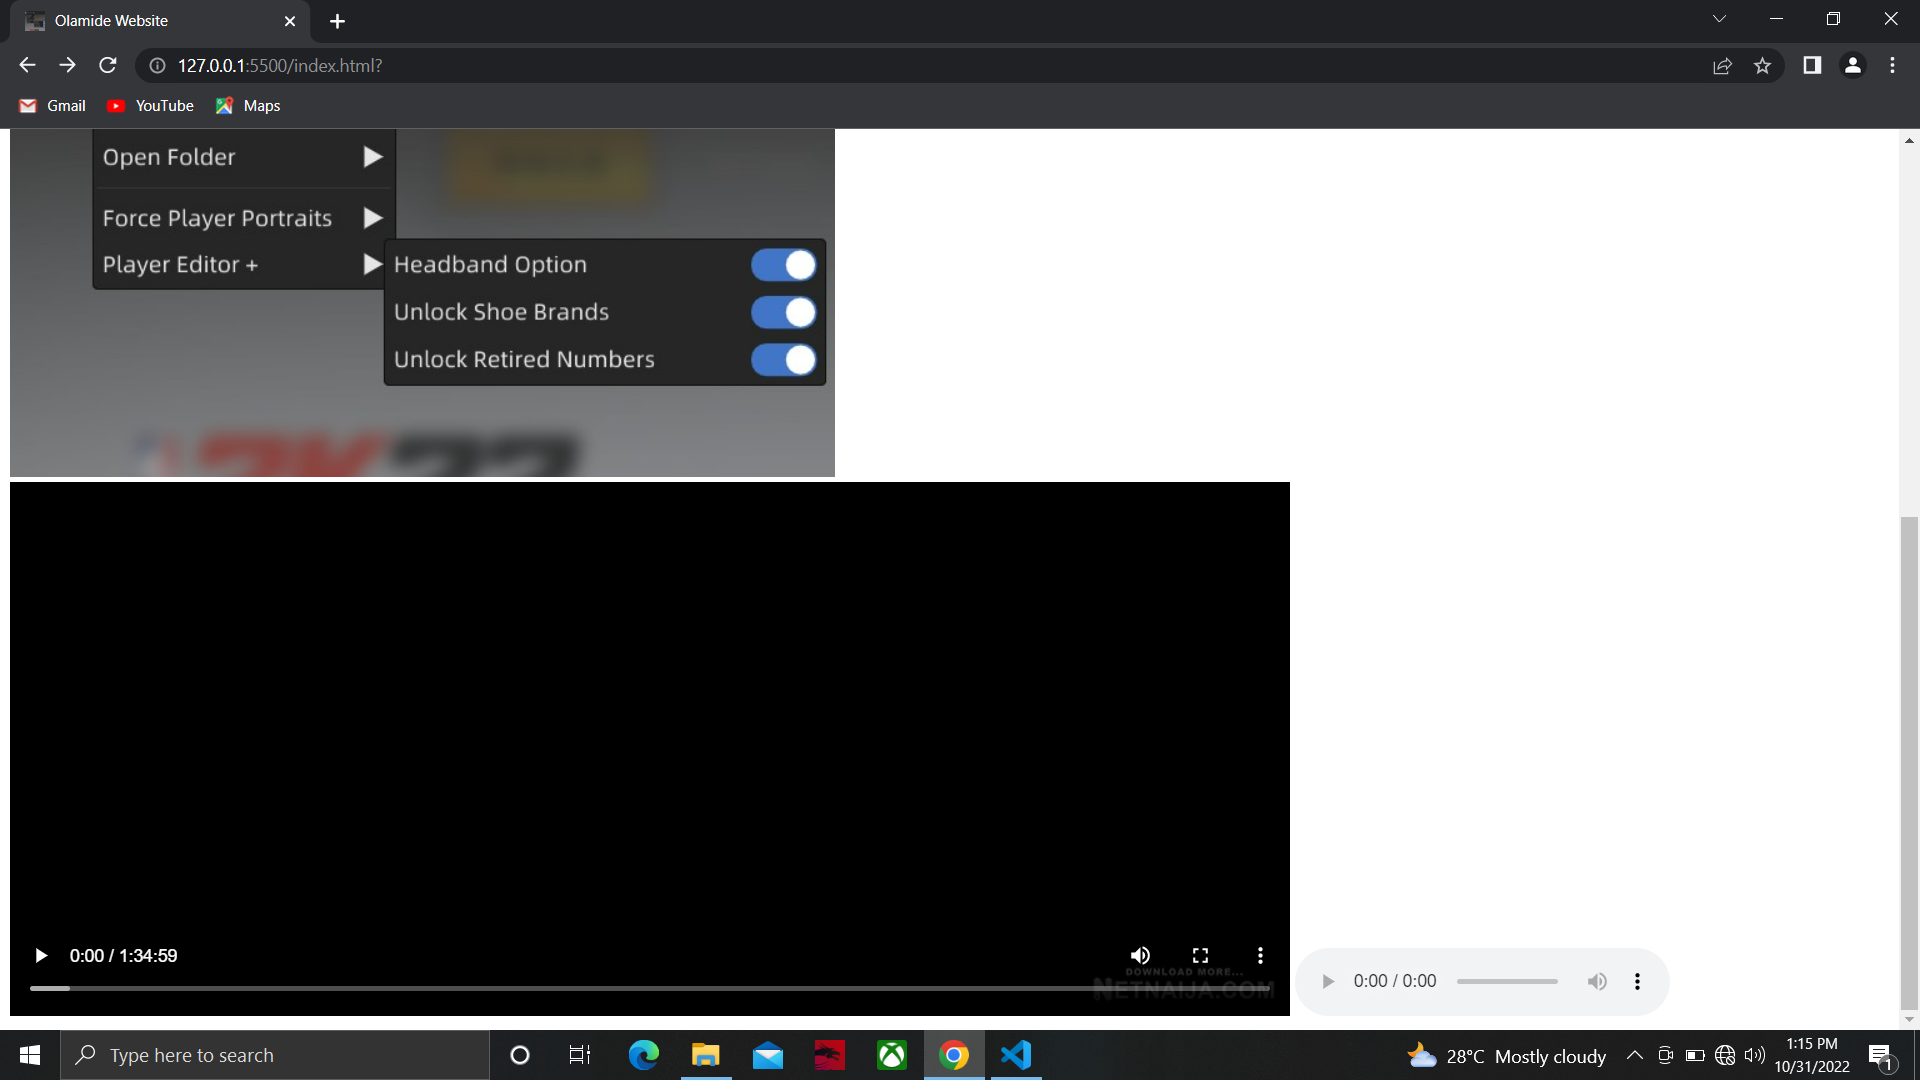 Olamide Website
127.0.0.1:5500/index.html?
Gmail YouTube Maps
Open Folder
Force Player Portraits
Player Editor +
Headband Option
Unlock Shoe Brands
Unlock Retired Numbers
2K22
0:00 / 1:34:59
DOWNLOAD MORE...
NETNAIJA.COM
0:00 / 0:00
Type here to search
28°C Mostly cloudy
1:15 PM
10/31/2022
1